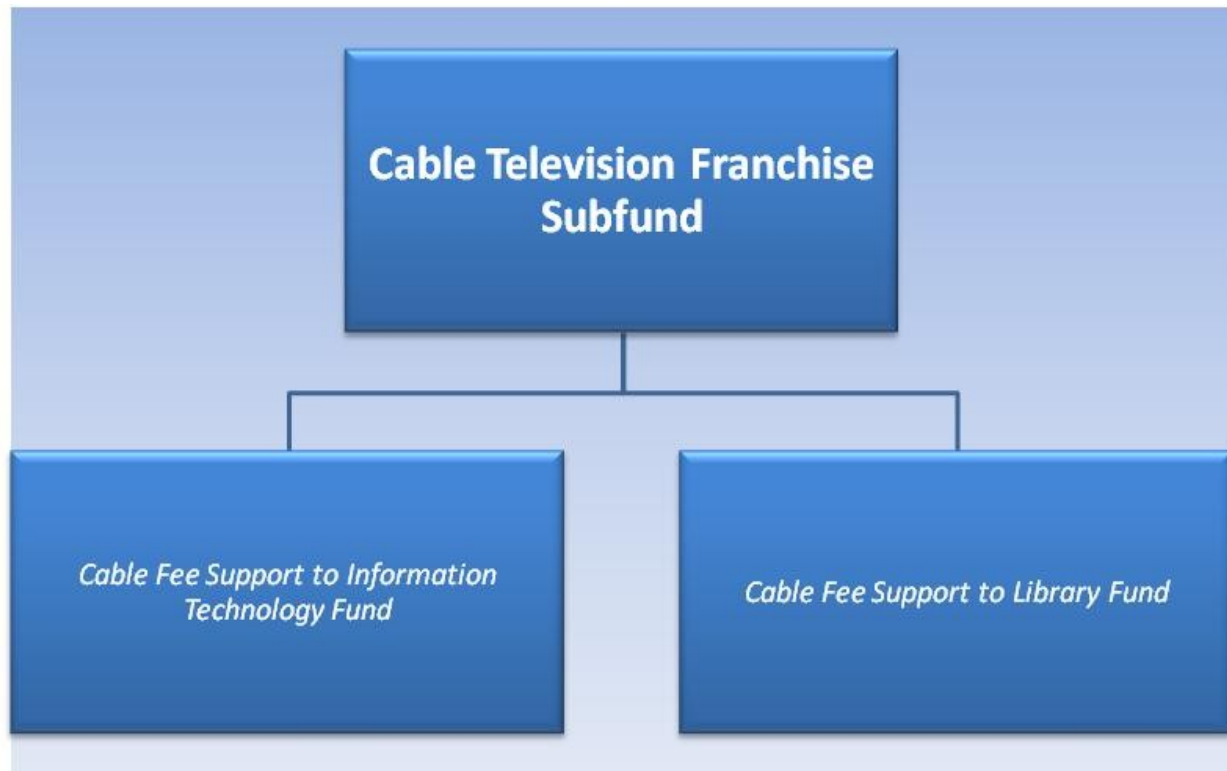 Cable Television Franchise
Subfund
Cable Fee Support to Information
Technology Fund
Cable Fee Support to Library Fund